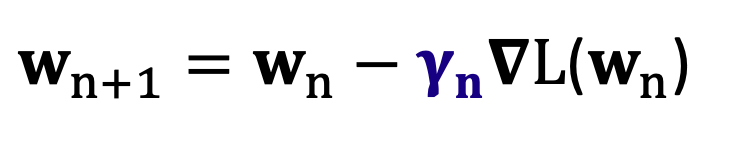 𝐰ₙ₊₁ = 𝐰ₙ − 𝛄ₙ∇L(𝐰ₙ)